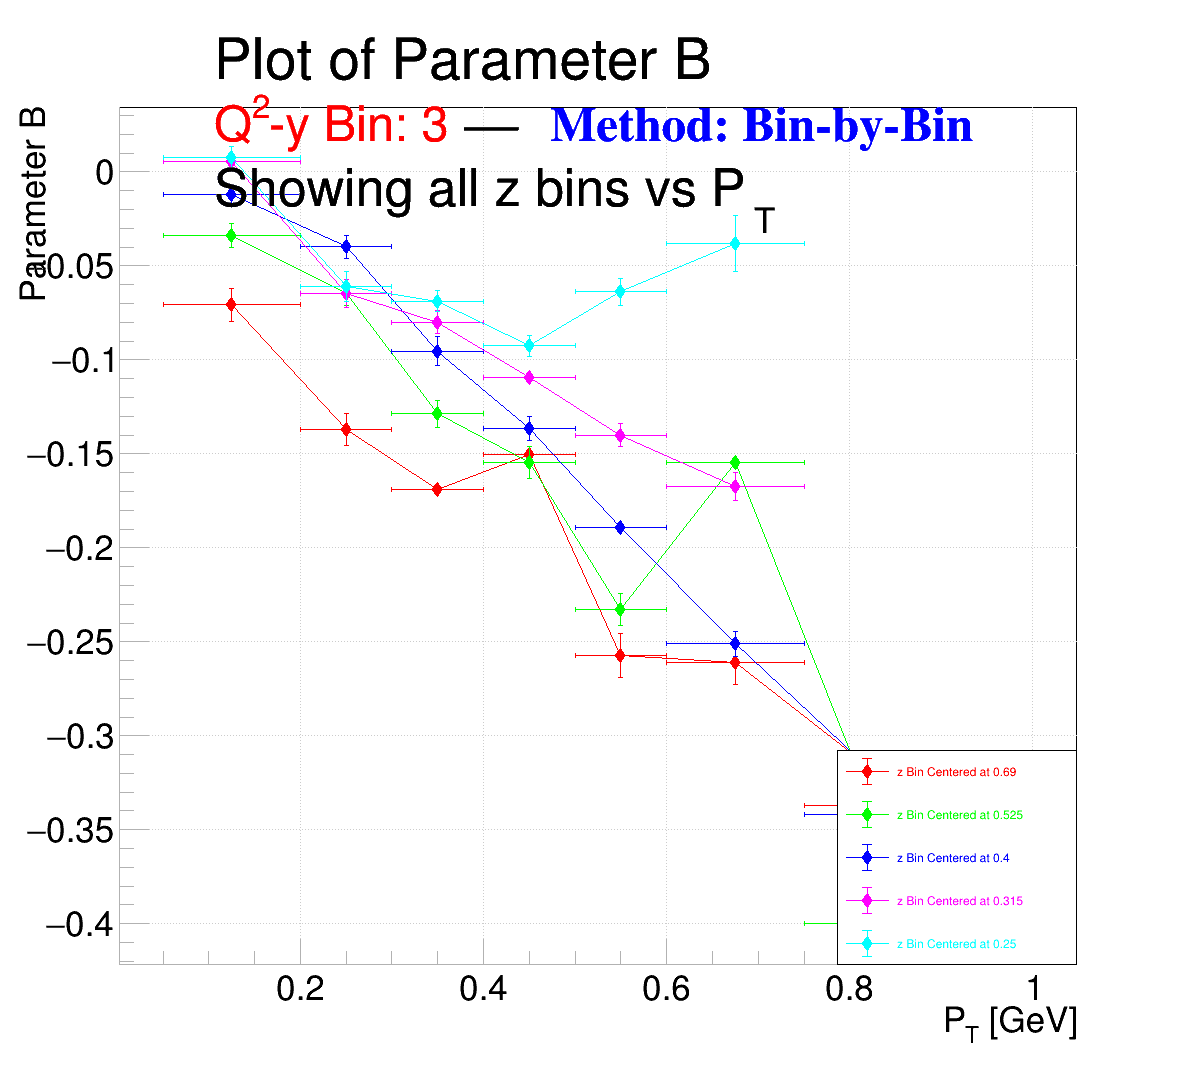 Plot of Parameter B
Q²-y Bin: 3 — Method: Bin-by-Bin
Showing all z bins vs P_T
Parameter B
0
−0.05
−0.1
−0.15
−0.2
−0.25
−0.3
−0.35
−0.4
z Bin Centered at 0.69
z Bin Centered at 0.525
z Bin Centered at 0.4
z Bin Centered at 0.315
z Bin Centered at 0.25
0.2 0.4 0.6 0.8 1
P_T [GeV]